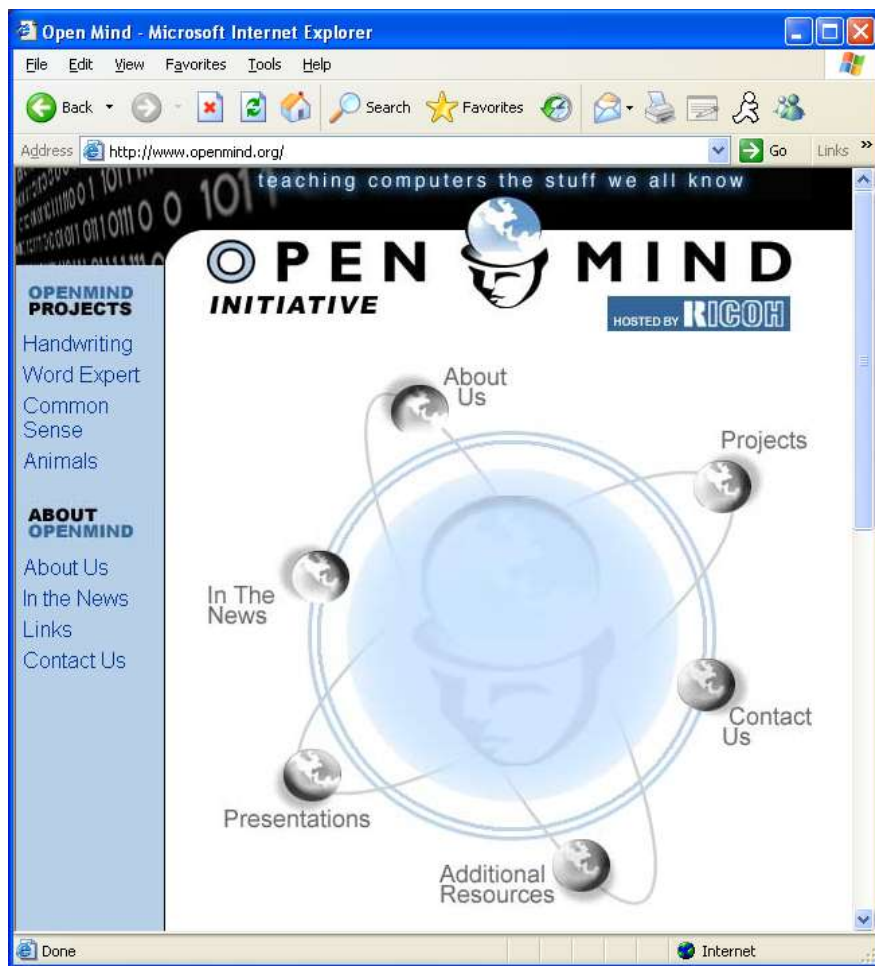 Open Mind - Microsoft Internet Explorer
File Edit View Favorites Tools Help
Back Search Favorites
Address http://www.openmind.org/ Go Links »
teaching computers the stuff we all know
OPEN MIND
INITIATIVE
HOSTED BY RICOH
OPENMIND
PROJECTS
Handwriting
Word Expert
Common
Sense
Animals
ABOUT
OPENMIND
About Us
In the News
Links
Contact Us
About
Us
Projects
In The
News
Contact
Us
Presentations
Additional
Resources
Done Internet